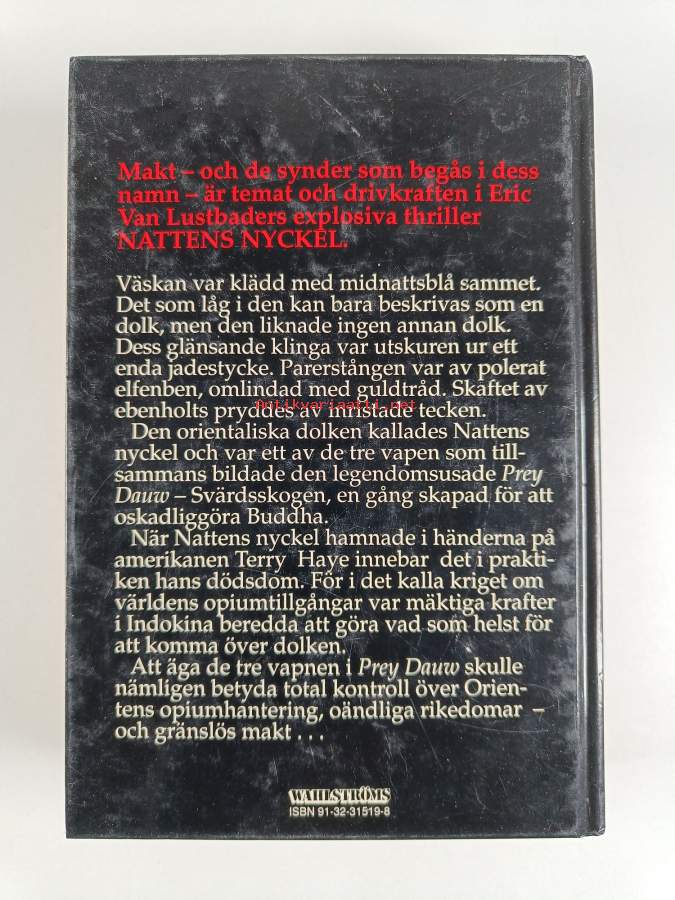 Makt – och de synder som begås i dess
namn – är temat och drivkraften i Eric
Van Lustbaders explosiva thriller
NATTENS NYCKEL.
Väskan var klädd med midnattsblå sammet.
Det som låg i den kan bara beskrivas som en
dolk, men den liknade ingen annan dolk.
Dess glänsande klinga var utskuren ur ett
enda jadestycke. Parerstången var av polerat
elfenben, omlindad med guldtråd. Skaftet av
ebenholts pryddes av inristade tecken.
antikvariaatti.net
Den orientaliska dolken kallades Nattens
nyckel och var ett av de tre vapen som till-
sammans bildade den legendomsusade Prey
Dauw – Svärdsskogen, en gång skapad för att
oskadliggöra Buddha.
När Nattens nyckel hamnade i händerna på
amerikanen Terry Haye innebar det i prakti-
ken hans dödsdom. För i det kalla kriget om
världens opiumtillgångar var mäktiga krafter
i Indokina beredda att göra vad som helst för
att komma över dolken.
Att äga de tre vapnen i Prey Dauw skulle
nämligen betyda total kontroll över Orien-
tens opiumhantering, oändliga rikedomar –
och gränslös makt . . .
WAHLSTRÖMS
ISBN 91-32-31519-8